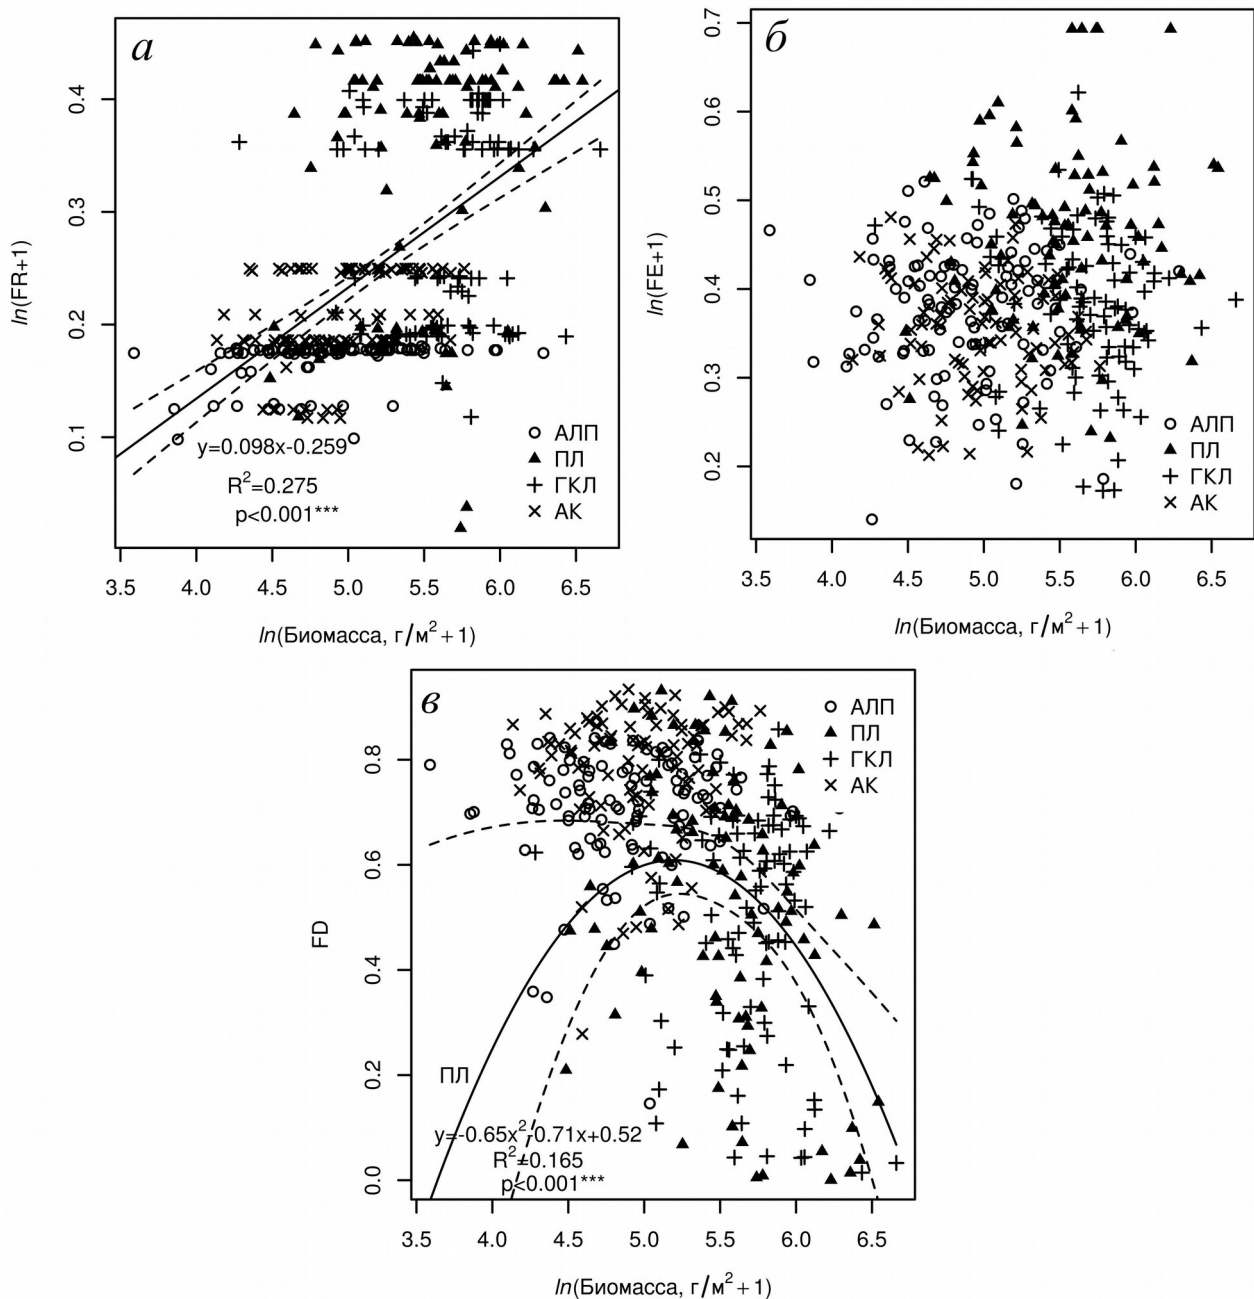 а
ln(FR+1)
0.4
0.3
0.2
0.1
y=0.098x-0.259
R²=0.275
p<0.001***
АЛП
ПЛ
ГКЛ
АК
3.5 4.0 4.5 5.0 5.5 6.0 6.5
ln(Биомасса, г/м²+1)
б
ln(FE+1)
0.7
0.6
0.5
0.4
0.3
0.2
АЛП
ПЛ
ГКЛ
АК
3.5 4.0 4.5 5.0 5.5 6.0 6.5
ln(Биомасса, г/м²+1)
в
FD
0.8
0.6
0.4
0.2
0.0
АЛП
ПЛ
ГКЛ
АК
ПЛ
y=-0.65x²-0.71x+0.52
R²=0.165
p<0.001***
3.5 4.0 4.5 5.0 5.5 6.0 6.5
ln(Биомасса, г/м²+1)